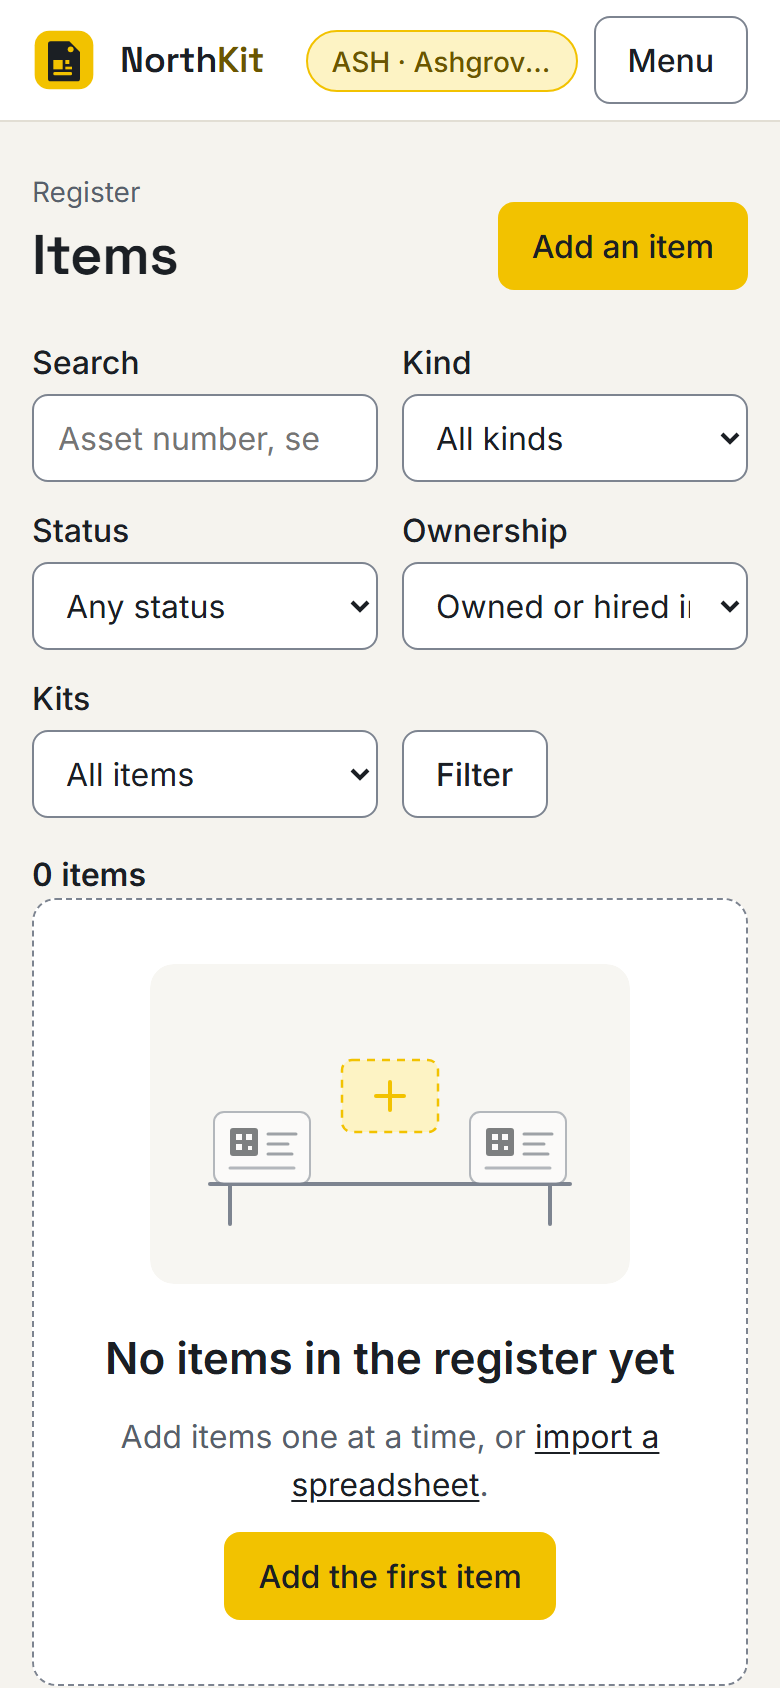 NorthKit
ASH · Ashgrov...
Menu
Register
Items
Add an item
Search
Kind
Asset number, se
All kinds
Status
Ownership
Any status
Owned or hired i
Kits
All items
Filter
0 items
No items in the register yet
Add items one at a time, or import a
spreadsheet.
Add the first item